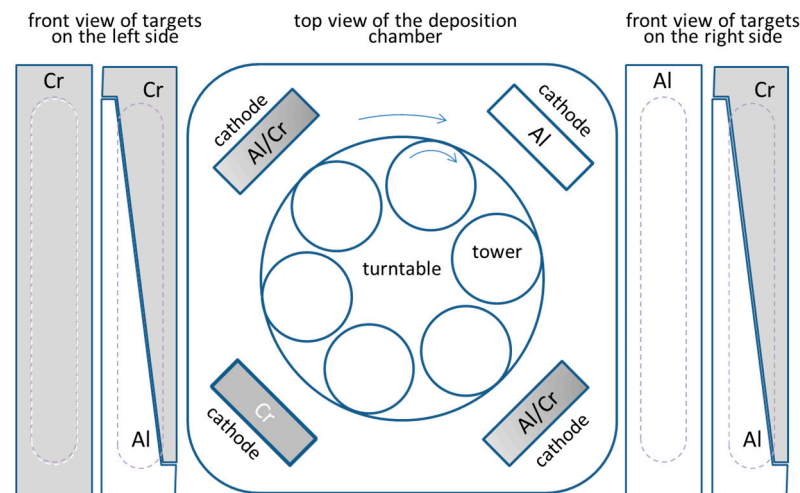 front view of targets
on the left side
top view of the deposition
chamber
front view of targets
on the right side
Cr
Cr
Al
cathode
Al/Cr
cathode
Al
turntable
tower
Cr
cathode
Al/Cr
cathode
Al
Cr
Al